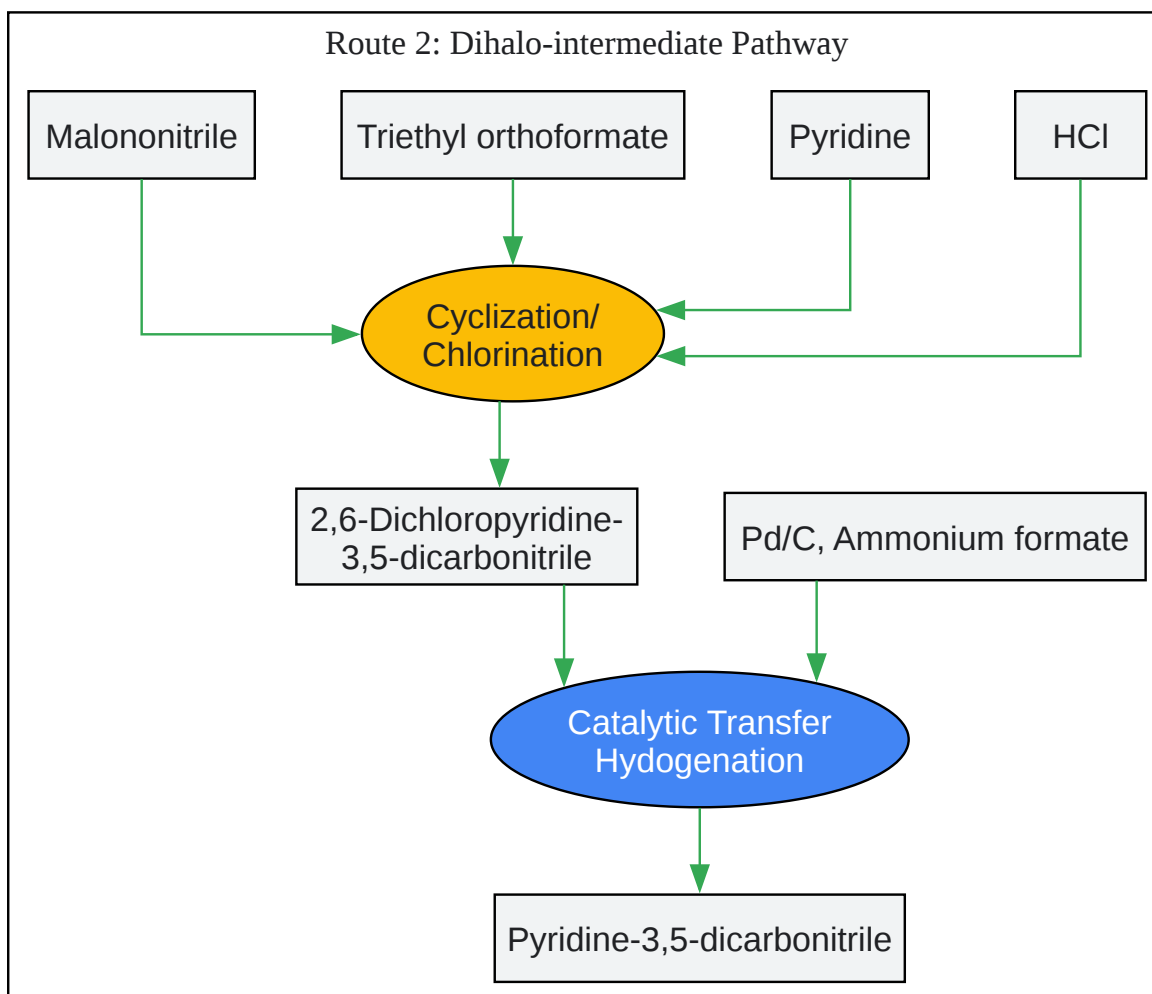 Route 2: Dihalo-intermediate Pathway
Malononitrile
Triethyl orthoformate
Pyridine
HCl
Cyclization/
Chlorination
2,6-Dichloropyridine-
3,5-dicarbonitrile
Pd/C, Ammonium formate
Catalytic Transfer
Hydogenation
Pyridine-3,5-dicarbonitrile